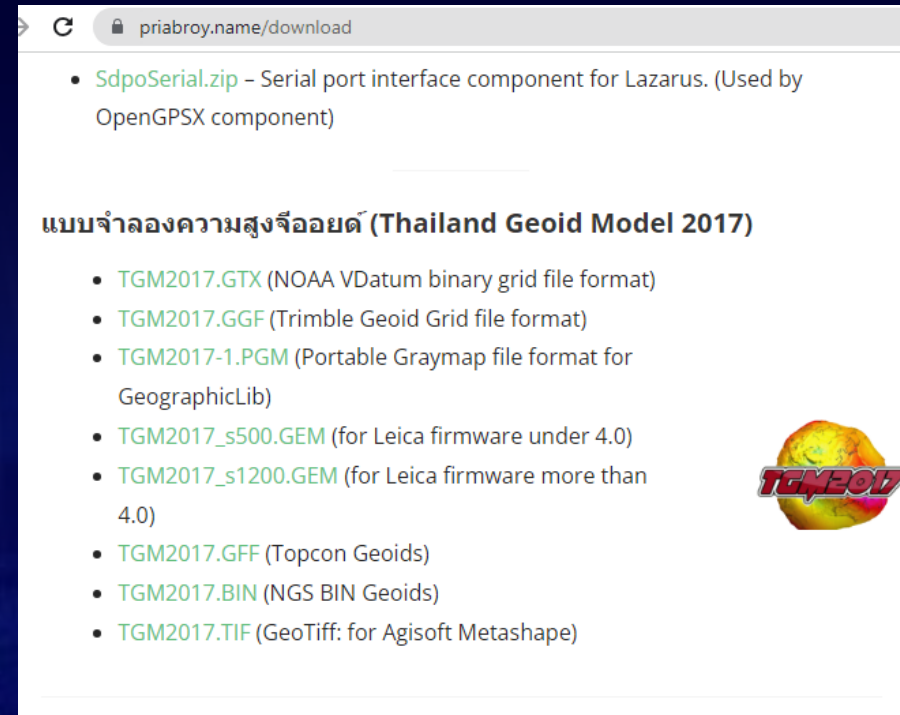 priabroy.name/download
SdpoSerial.zip – Serial port interface component for Lazarus. (Used by
OpenGPSX component)
แบบจำลองความสูงจีออยด์ (Thailand Geoid Model 2017)
TGM2017.GTX (NOAA VDatum binary grid file format)
TGM2017.GGF (Trimble Geoid Grid file format)
TGM2017-1.PGM (Portable Graymap file format for
GeographicLib)
TGM2017_s500.GEM (for Leica firmware under 4.0)
TGM2017_s1200.GEM (for Leica firmware more than
4.0)
TGM2017
TGM2017.GFF (Topcon Geoids)
TGM2017.BIN (NGS BIN Geoids)
TGM2017.TIF (GeoTiff: for Agisoft Metashape)